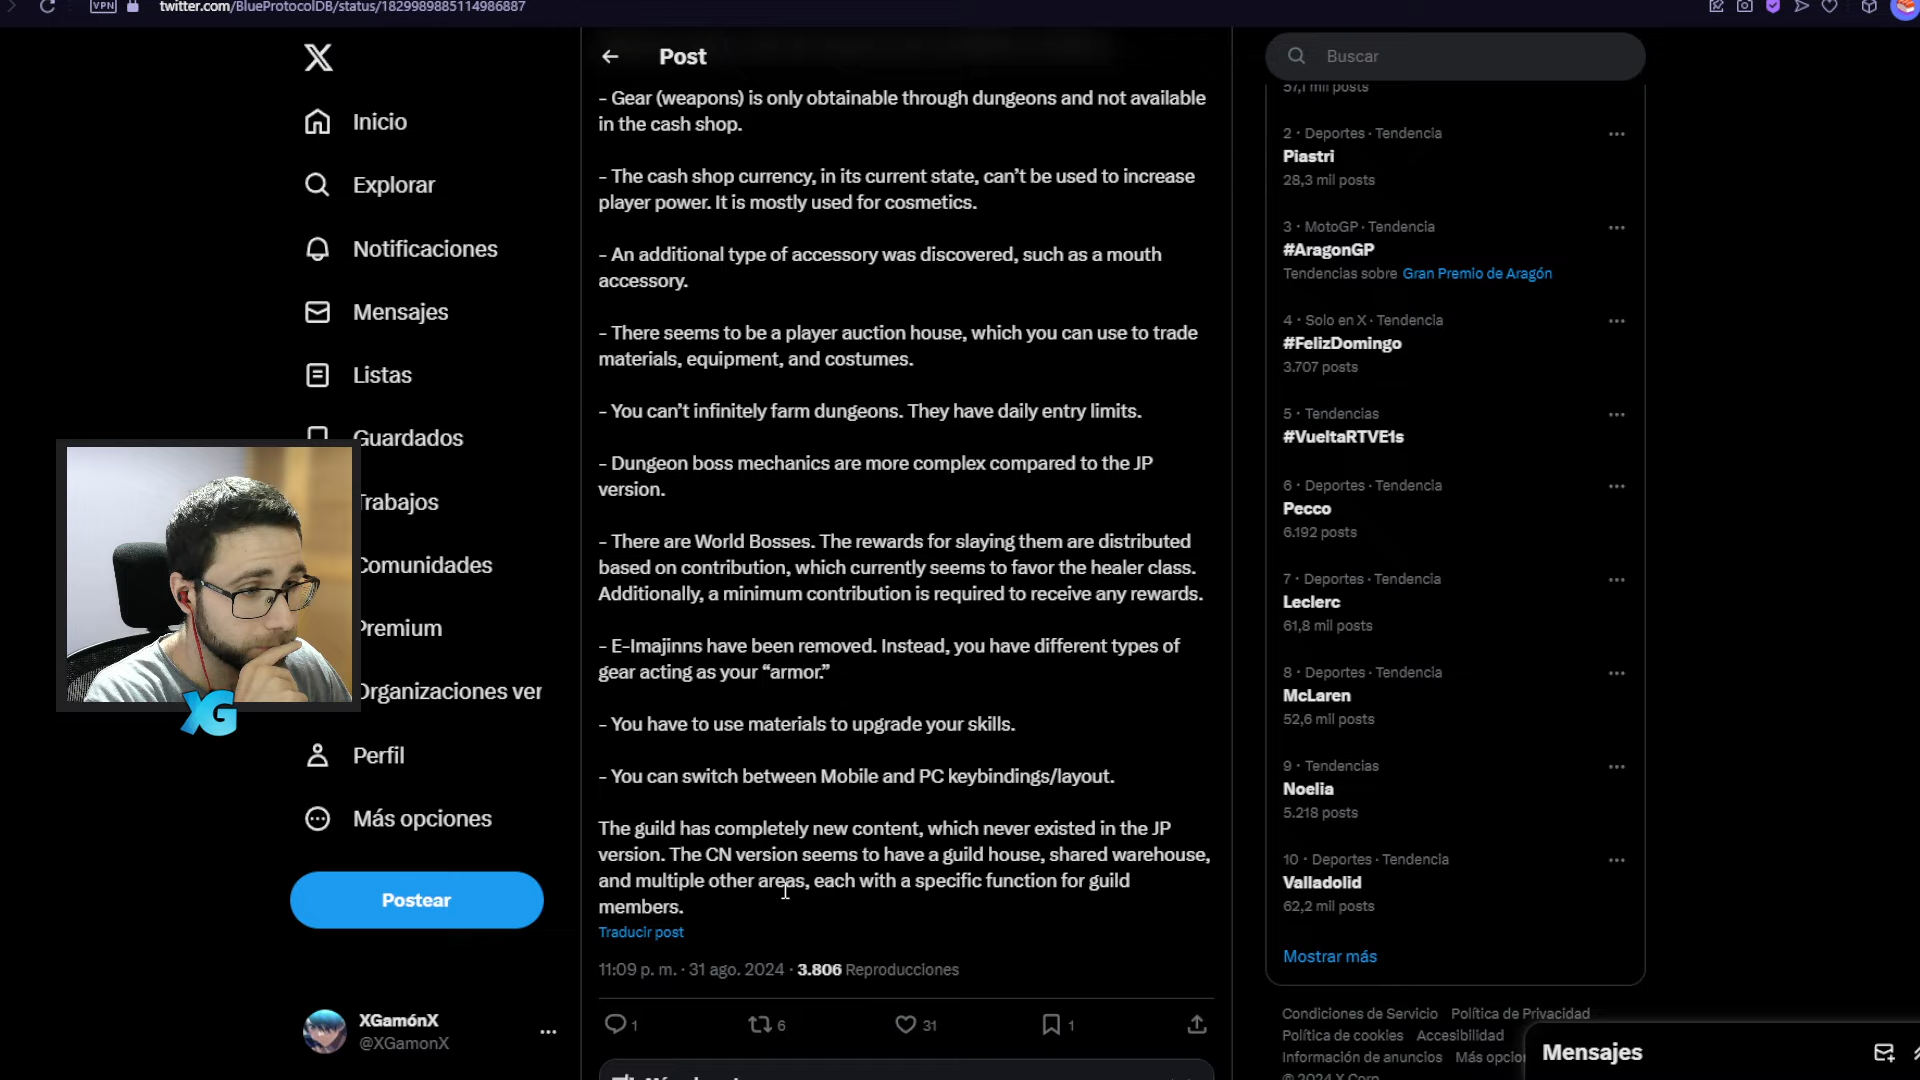 VPN
twitter.com/BlueProtocolDB/status/1829989885114986887
Inicio
Explorar
Notificaciones
Mensajes
Listas
Guardados
Trabajos
Comunidades
Premium
Organizaciones ver
Perfil
Más opciones
Postear
XGamónX
@XGamonX
XG
Post
– Gear (weapons) is only obtainable through dungeons and not available
in the cash shop.
– The cash shop currency, in its current state, can’t be used to increase
player power. It is mostly used for cosmetics.
– An additional type of accessory was discovered, such as a mouth
accessory.
– There seems to be a player auction house, which you can use to trade
materials, equipment, and costumes.
– You can’t infinitely farm dungeons. They have daily entry limits.
– Dungeon boss mechanics are more complex compared to the JP
version.
– There are World Bosses. The rewards for slaying them are distributed
based on contribution, which currently seems to favor the healer class.
Additionally, a minimum contribution is required to receive any rewards.
– E-Imajinns have been removed. Instead, you have different types of
gear acting as your “armor.”
– You have to use materials to upgrade your skills.
– You can switch between Mobile and PC keybindings/layout.
The guild has completely new content, which never existed in the JP
version. The CN version seems to have a guild house, shared warehouse,
and multiple other areas, each with a specific function for guild
members.
Traducir post
11:09 p. m. · 31 ago. 2024 · 3.806 Reproducciones
1 6 31 1
Buscar
57,1 mil posts
2 · Deportes · Tendencia
Piastri
28,3 mil posts
3 · MotoGP · Tendencia
#AragonGP
Tendencias sobre Gran Premio de Aragón
4 · Solo en X · Tendencia
#FelizDomingo
3.707 posts
5 · Tendencias
#VueltaRTVE1s
6 · Deportes · Tendencia
Pecco
6.192 posts
7 · Deportes · Tendencia
Leclerc
61,8 mil posts
8 · Deportes · Tendencia
McLaren
52,6 mil posts
9 · Tendencias
Noelia
5.218 posts
10 · Deportes · Tendencia
Valladolid
62,2 mil posts
Mostrar más
Condiciones de Servicio Política de Privacidad
Política de cookies Accesibilidad
Información de anuncios Más opcio
© 2024 X Corp.
Mensajes